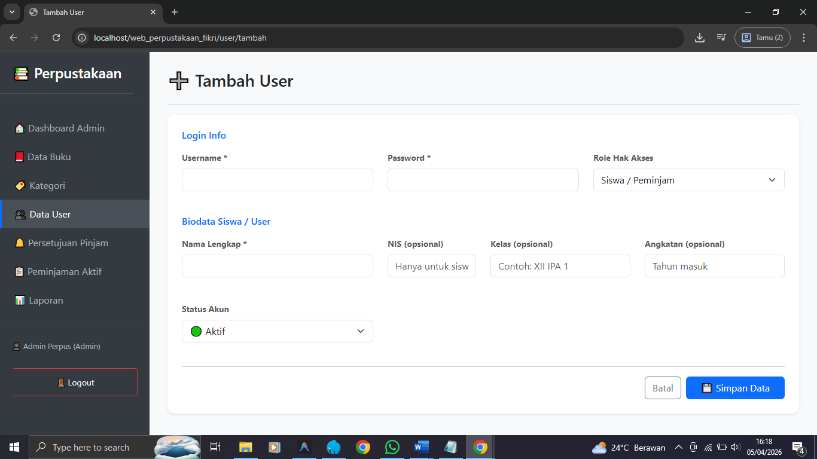 Tambah User
localhost/web_perpustakaan_fikri/user/tambah
Tamu (2)
Perpustakaan
Dashboard Admin
Data Buku
Kategori
Data User
Persetujuan Pinjam
Peminjaman Aktif
Laporan
Admin Perpus (Admin)
Logout
Tambah User
Login Info
Username * Password * Role Hak Akses
Siswa / Peminjam
Biodata Siswa / User
Nama Lengkap * NIS (opsional) Kelas (opsional) Angkatan (opsional)
Hanya untuk sisw Contoh: XII IPA 1 Tahun masuk
Status Akun
Aktif
Batal Simpan Data
Type here to search
24°C Berawan
16:18
05/04/2026
4